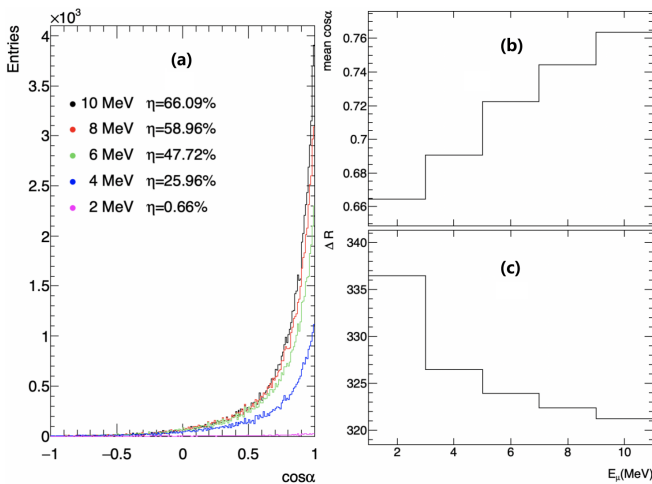 ×10³
Entries
4
3.5
3
2.5
2
1.5
1
0.5
0
(a)
10 MeV η=66.09%
8 MeV η=58.96%
6 MeV η=47.72%
4 MeV η=25.96%
2 MeV η=0.66%
−1 −0.5 0 0.5 1
cosα
mean cosα
0.76
0.74
0.72
0.7
0.68
0.66
(b)
Δ R
340
335
330
325
320
(c)
2 4 6 8 10
E_μ(MeV)